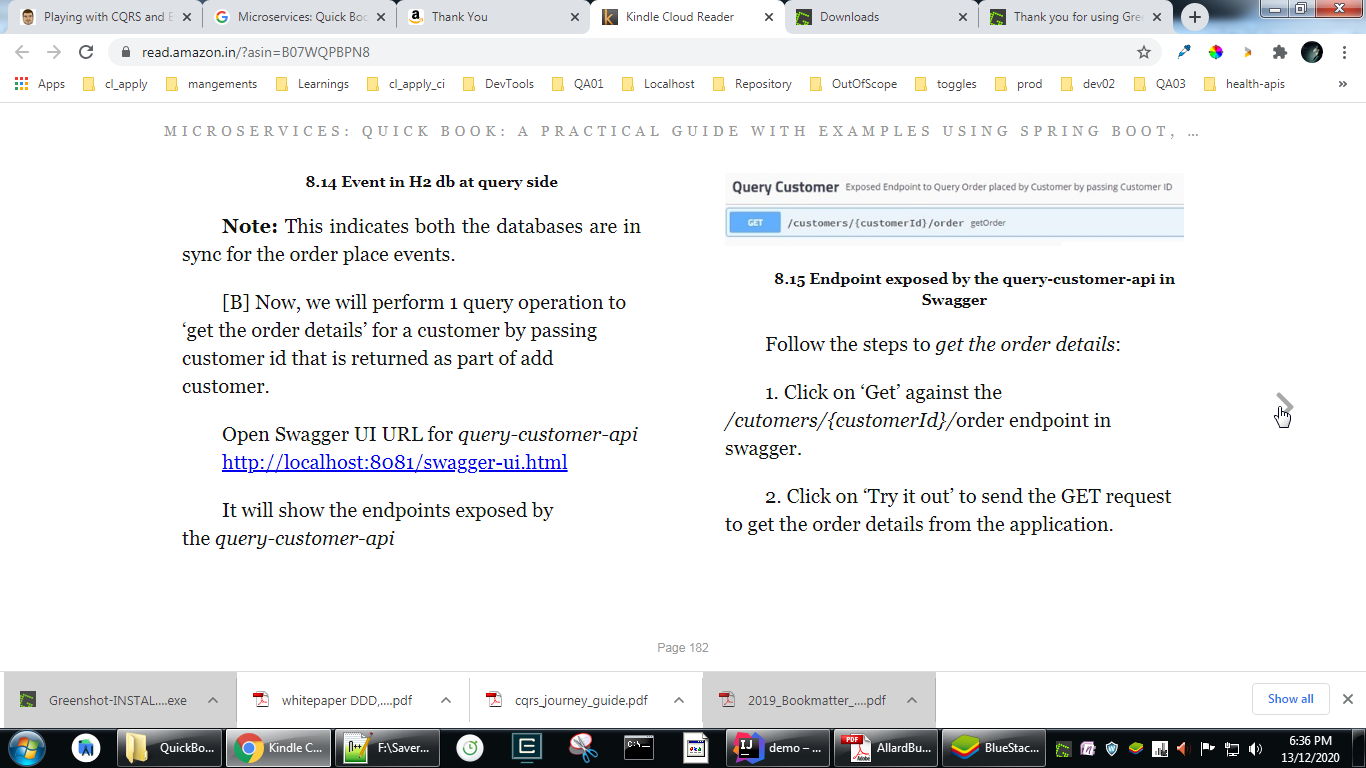 Playing with CQRS and E
Microservices: Quick Boo
Thank You
Kindle Cloud Reader
Downloads
Thank you for using Gree
read.amazon.in/?asin=B07WQPBPN8
Apps cl_apply mangements Learnings cl_apply_ci DevTools QA01 Localhost Repository OutOfScope toggles prod dev02 QA03 health-apis »
MICROSERVICES: QUICK BOOK: A PRACTICAL GUIDE WITH EXAMPLES USING SPRING BOOT, …
8.14 Event in H2 db at query side
Note: This indicates both the databases are in
sync for the order place events.
[B] Now, we will perform 1 query operation to
‘get the order details’ for a customer by passing
customer id that is returned as part of add
customer.
Open Swagger UI URL for query-customer-api
http://localhost:8081/swagger-ui.html
It will show the endpoints exposed by
the query-customer-api
Query Customer Exposed Endpoint to Query Order placed by Customer by passing Customer ID
GET /customers/{customerId}/order getOrder
8.15 Endpoint exposed by the query-customer-api in
Swagger
Follow the steps to get the order details:
1. Click on ‘Get’ against the
/cutomers/{customerId}/order endpoint in
swagger.
2. Click on ‘Try it out’ to send the GET request
to get the order details from the application.
Page 182
Greenshot-INSTAL....exe
whitepaper DDD,....pdf
cqrs_journey_guide.pdf
2019_Bookmatter_....pdf
Show all
QuickBo...
Kindle C...
F:\Saver...
demo – ...
AllardBu...
BlueStac...
6:36 PM
13/12/2020